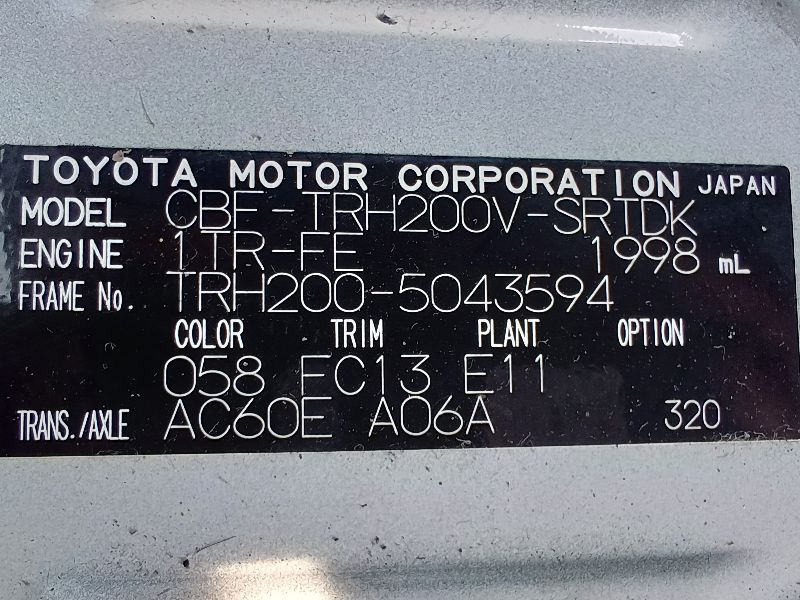 TOYOTA MOTOR CORPORATION JAPAN
MODEL CBF-TRH200V-SRTDK
ENGINE 1TR-FE 1998 mL
FRAME No. TRH200-5043594
COLOR TRIM PLANT OPTION
058 FC13 E11
TRANS./AXLE AC60E A06A 320